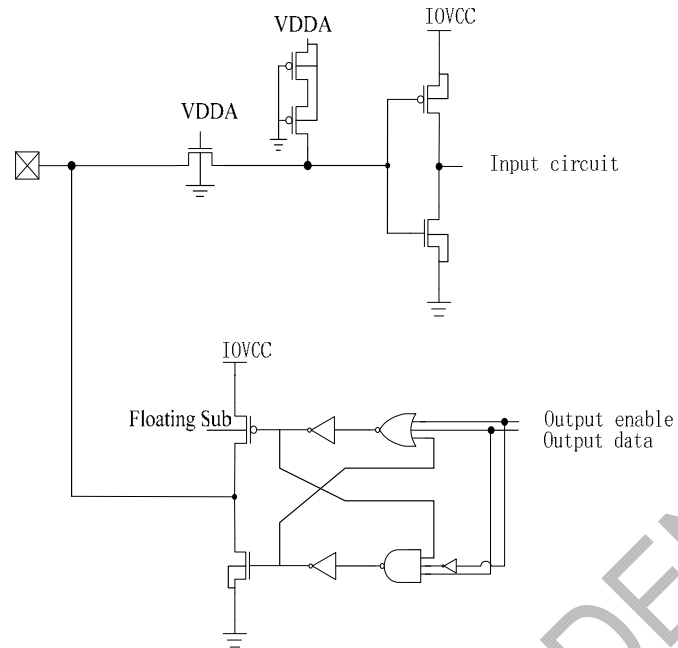 IOVCC
VDDA
VDDA
Input circuit
IOVCC
Floating Sub
Output enable
Output data